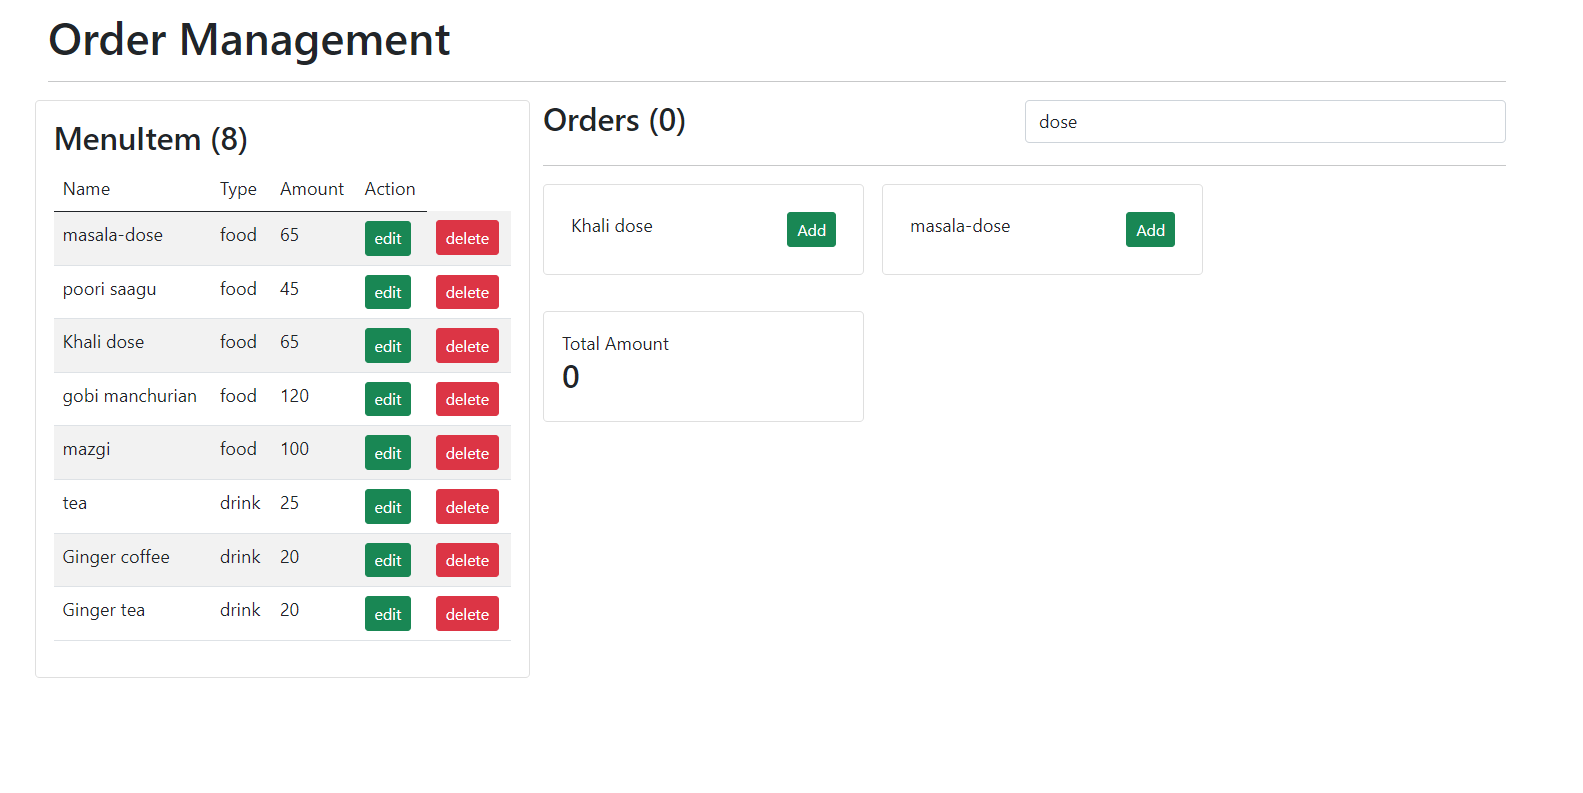 Order Management
MenuItem (8)
Name Type Amount Action
masala-dose food 65 edit delete
poori saagu food 45 edit delete
Khali dose food 65 edit delete
gobi manchurian food 120 edit delete
mazgi food 100 edit delete
tea drink 25 edit delete
Ginger coffee drink 20 edit delete
Ginger tea drink 20 edit delete
Orders (0) dose
Khali dose Add masala-dose Add
Total Amount
0